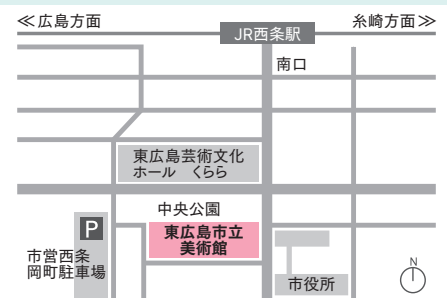 ≪広島方面
糸崎方面≫
JR西条駅
南口
東広島芸術文化
ホール　くらら
中央公園
P
東広島市立
美術館
市営西条
岡町駐車場
市役所
N